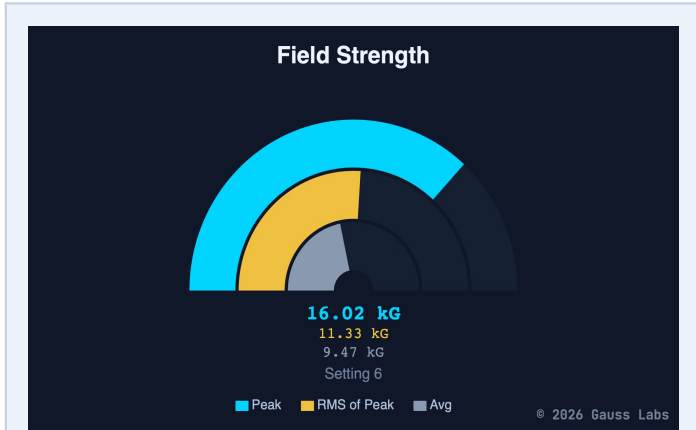 Field Strength
16.02 kG
11.33 kG
9.47 kG
Setting 6
Peak RMS of Peak Avg
© 2026 Gauss Labs